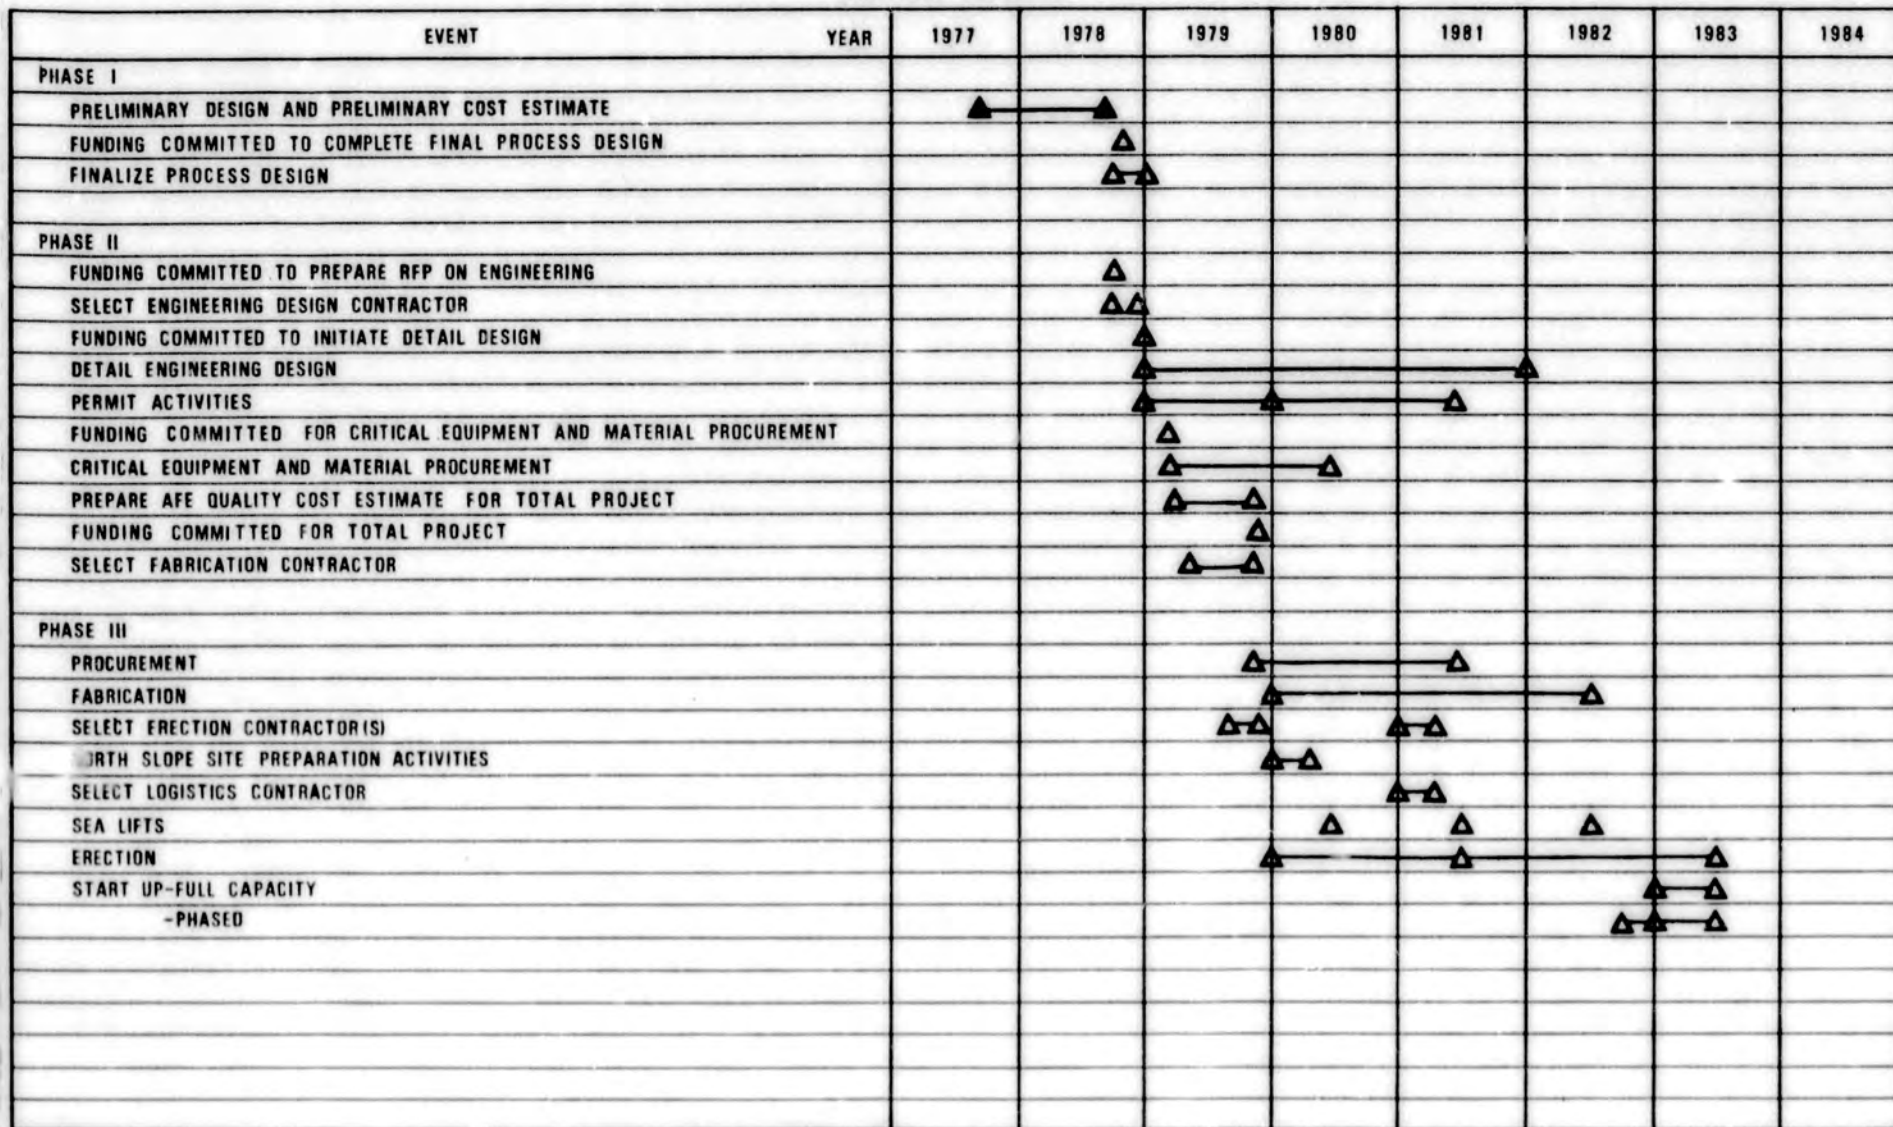 EVENT YEAR 1977 1978 1979 1980 1981 1982 1983 1984
PHASE I
PRELIMINARY DESIGN AND PRELIMINARY COST ESTIMATE
FUNDING COMMITTED TO COMPLETE FINAL PROCESS DESIGN
FINALIZE PROCESS DESIGN
PHASE II
FUNDING COMMITTED TO PREPARE RFP ON ENGINEERING
SELECT ENGINEERING DESIGN CONTRACTOR
FUNDING COMMITTED TO INITIATE DETAIL DESIGN
DETAIL ENGINEERING DESIGN
PERMIT ACTIVITIES
FUNDING COMMITTED FOR CRITICAL EQUIPMENT AND MATERIAL PROCUREMENT
CRITICAL EQUIPMENT AND MATERIAL PROCUREMENT
PREPARE AFE QUALITY COST ESTIMATE FOR TOTAL PROJECT
FUNDING COMMITTED FOR TOTAL PROJECT
SELECT FABRICATION CONTRACTOR
PHASE III
PROCUREMENT
FABRICATION
SELECT ERECTION CONTRACTOR(S)
SLOPE SITE PREPARATION ACTIVITIES
SELECT LOGISTICS CONTRACTOR
SEA LIFTS
ERECTION
START UP-FULL CAPACITY
-PHASED